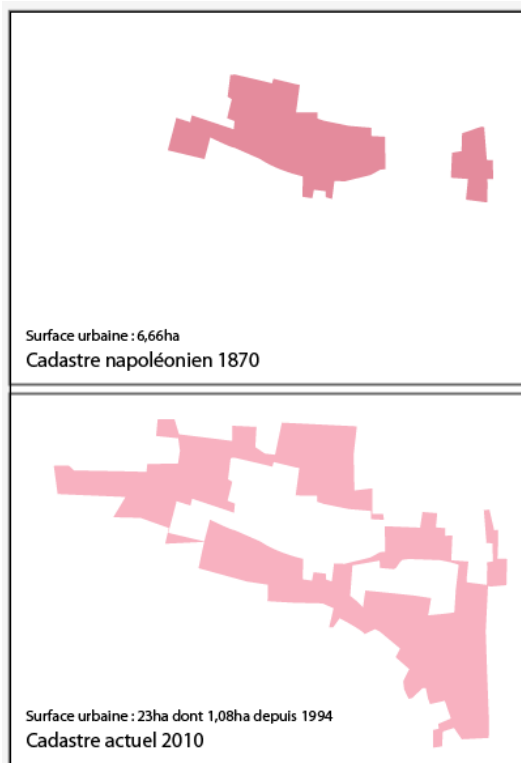 Surface urbaine : 6,66ha
Cadastre napoléonien 1870
Surface urbaine : 23ha dont 1,08ha depuis 1994
Cadastre actuel 2010